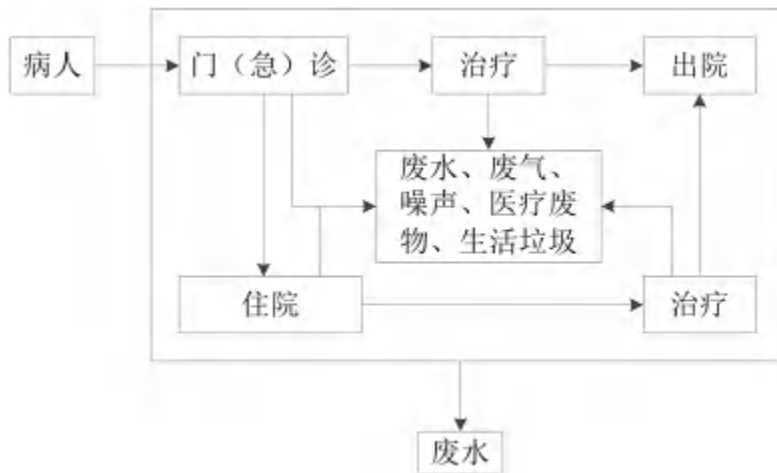 病人
门（急）诊
治疗
出院
废水、废气、
噪声、医疗废
物、生活垃圾
住院
治疗
废水